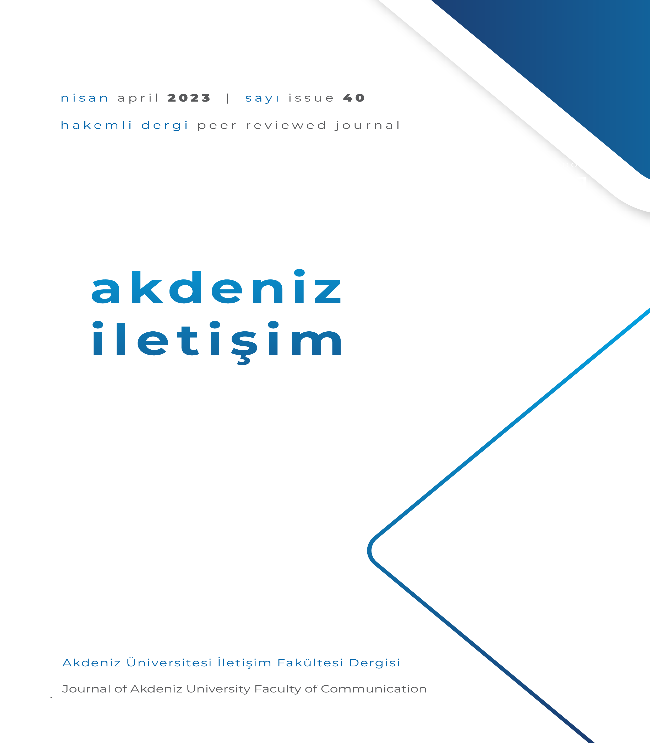 nisan april 2023 | sayı issue 40
hakemli dergi peer reviewed journal
akdeniz
iletişim
Akdeniz Üniversitesi İletişim Fakültesi Dergisi
Journal of Akdeniz University Faculty of Communication